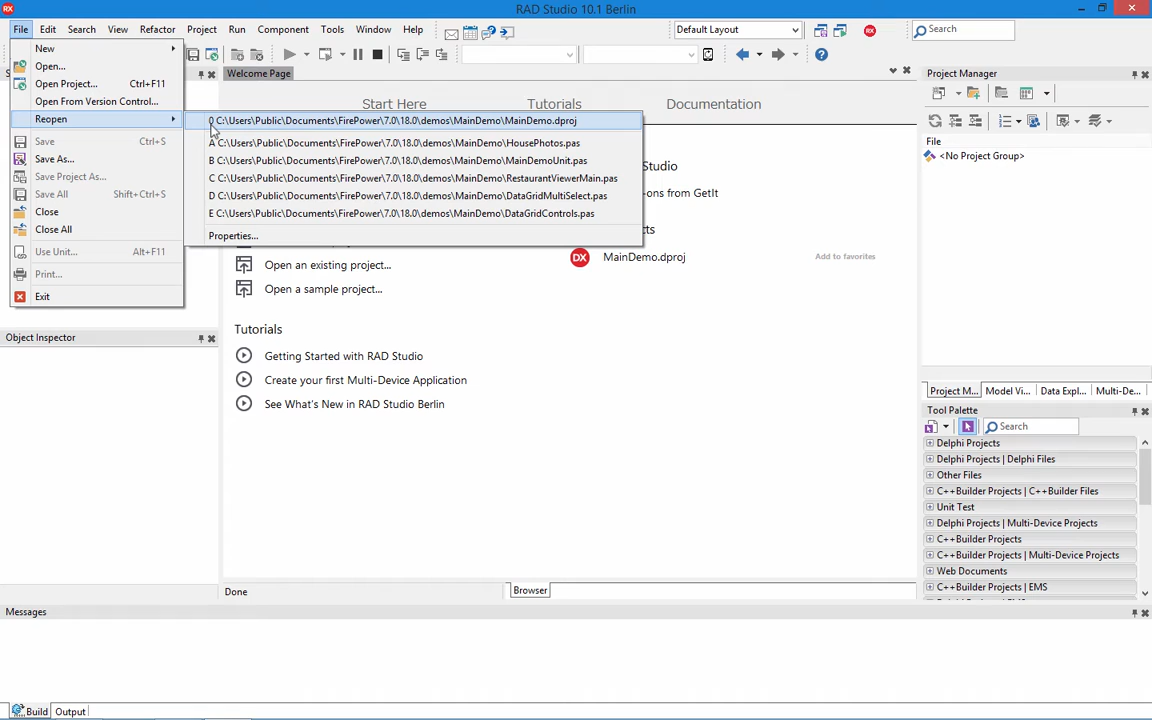 RX
RAD Studio 10.1 Berlin
File Edit Search View Refactor Project Run Component Tools Window Help
Default Layout
Search
New
Open...
Open Project... Ctrl+F11
Open From Version Control...
Reopen
0 C:\Users\Public\Documents\FirePower\7.0\18.0\demos\MainDemo\MainDemo.dproj
A C:\Users\Public\Documents\FirePower\7.0\18.0\demos\MainDemo\HousePhotos.pas
B C:\Users\Public\Documents\FirePower\7.0\18.0\demos\MainDemo\MainDemoUnit.pas
C C:\Users\Public\Documents\FirePower\7.0\18.0\demos\MainDemo\RestaurantViewerMain.pas
D C:\Users\Public\Documents\FirePower\7.0\18.0\demos\MainDemo\DataGridMultiSelect.pas
E C:\Users\Public\Documents\FirePower\7.0\18.0\demos\MainDemo\DataGridControls.pas
Properties...
Save Ctrl+S
Save As...
Save Project As...
Save All Shift+Ctrl+S
Close
Close All
Use Unit... Alt+F11
Print...
Exit
Welcome Page
Start Here Tutorials Documentation
Studio
-ons from GetIt
ts
DX MainDemo.dproj Add to favorites
Open an existing project...
Open a sample project...
Tutorials
Getting Started with RAD Studio
Create your first Multi-Device Application
See What's New in RAD Studio Berlin
Done
Browser
Object Inspector
Project Manager
File
<No Project Group>
Project M... Model Vi... Data Expl... Multi-De...
Tool Palette
Search
Delphi Projects
Delphi Projects | Delphi Files
Other Files
C++Builder Projects | C++Builder Files
Unit Test
Delphi Projects | Multi-Device Projects
C++Builder Projects
C++Builder Projects | Multi-Device Projects
Web Documents
C++Builder Projects | EMS
Messages
Build Output